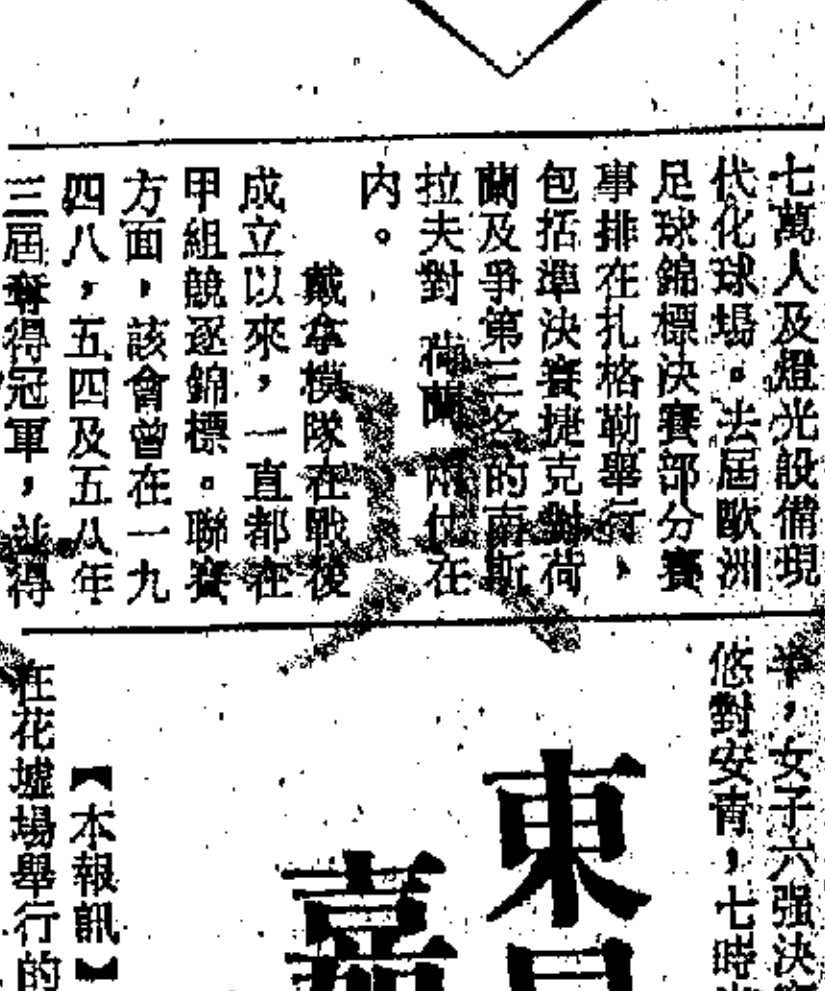 七萬人及燈光設備現
代化球場。去屆歐洲
足球錦標決賽部分賽
事排在扎格勒舉行，
包括準決賽捷克對荷
蘭及爭第三名的南斯
拉夫對荷蘭兩仗在
內。
戴拿模隊在戰後
成立以來，一直都在
甲組競逐錦標。聯賽
方面，該會曾在一九
四八，五四及五八年
三屆奪得冠軍，並得
半，女子六强決賽
悠對安青，七時
東
嘉
【本報訊】
在花墟場舉行的